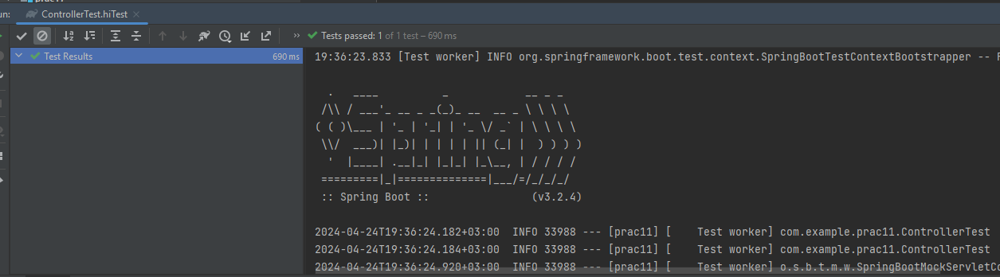 un:
ControllerTest.hiTest
Tests passed: 1 of 1 test – 690 ms
Test Results 690 ms
19:36:23.833 [Test worker] INFO org.springframework.boot.test.context.SpringBootTestContextBootstrapper --
  .   ____          _            __ _ _
 /\\ / ___'_ __ _ _(_)_ __  __ _ \ \ \ \
( ( )\___ | '_ | '_| | '_ \/ _` | \ \ \ \
 \\/  ___)| |_)| | | | | || (_| |  ) ) ) )
  '  |____| .__|_| |_|_| |_\__, | / / / /
 =========|_|==============|___/=/_/_/_/
 :: Spring Boot ::                (v3.2.4)
2024-04-24T19:36:24.182+03:00  INFO 33988 --- [prac11] [    Test worker] com.example.prac11.ControllerTest
2024-04-24T19:36:24.184+03:00  INFO 33988 --- [prac11] [    Test worker] com.example.prac11.ControllerTest
2024-04-24T19:36:24.920+03:00  INFO 33988 --- [prac11] [    Test worker] o.s.b.t.m.w.SpringBootMockServletCo